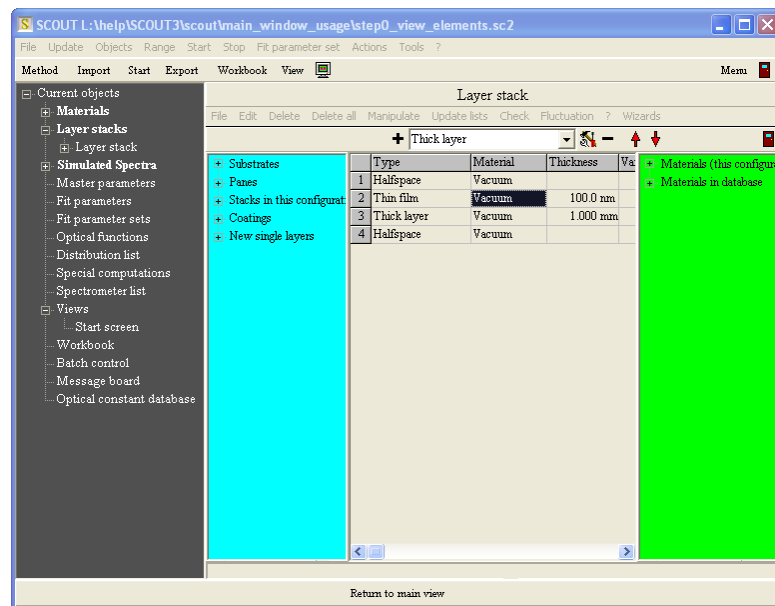 SCOUT L:\help\SCOUT3\scout\main_window_usage\step0_view_elements.sc2
File Update Objects Range Start Stop Fit parameter set Actions Tools ?
Method Import Start Export Workbook View Menu
Current objects
Materials
Layer stacks
Layer stack
Simulated Spectra
Master parameters
Fit parameters
Fit parameter sets
Optical functions
Distribution list
Special computations
Spectrometer list
Views
Start screen
Workbook
Batch control
Message board
Optical constant database
Layer stack
File Edit Delete Delete all Manipulate Update lists Check Fluctuation ? Wizards
Thick layer
+ Substrates
+ Panes
+ Stacks in this configurat:
+ Coatings
+ New single layers
Type Material Thickness Va
1 Halfspace Vacuum
2 Thin film Vacuum 100.0 nm
3 Thick layer Vacuum 1.000 mm
4 Halfspace Vacuum
+ Materials (this configura
+ Materials in database
Return to main view